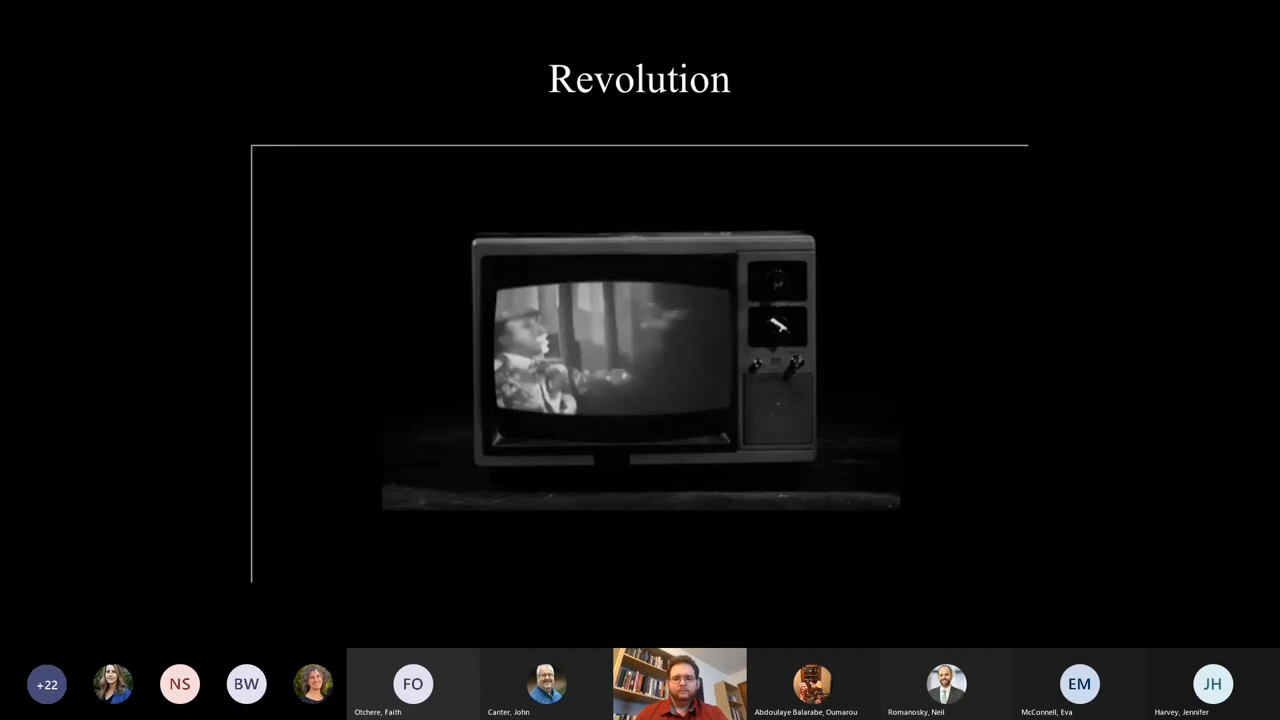 Revolution
+22
NS
BW
FO
EM
JH
Otchere, Faith
Canter, John
Abdoulaye Balarabe, Oumarou
Romanosky, Neil
McConnell, Eva
Harvey, Jennifer